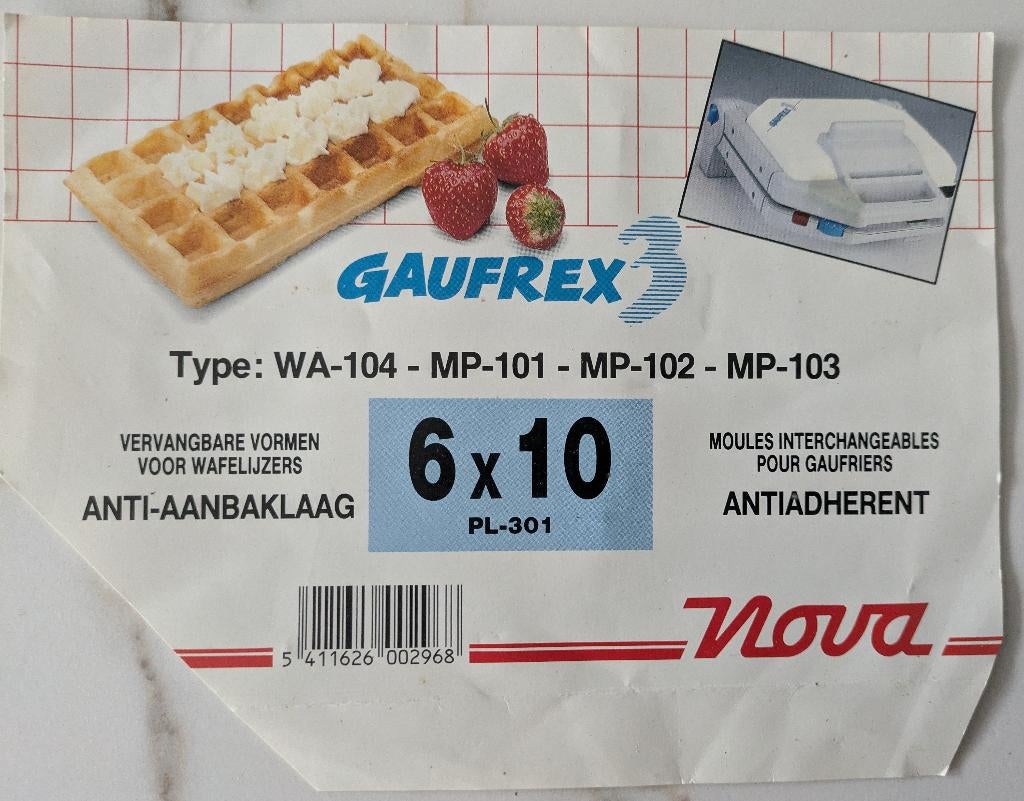 GAUFREX 3
Type: WA-104 - MP-101 - MP-102 - MP-103
VERVANGBARE VORMEN
VOOR WAFELIJZERS
ANTI-AANBAKLAAG
6 x 10
PL-301
MOULES INTERCHANGEABLES
POUR GAUFRIERS
ANTIADHERENT
5 411626 002968
Nova